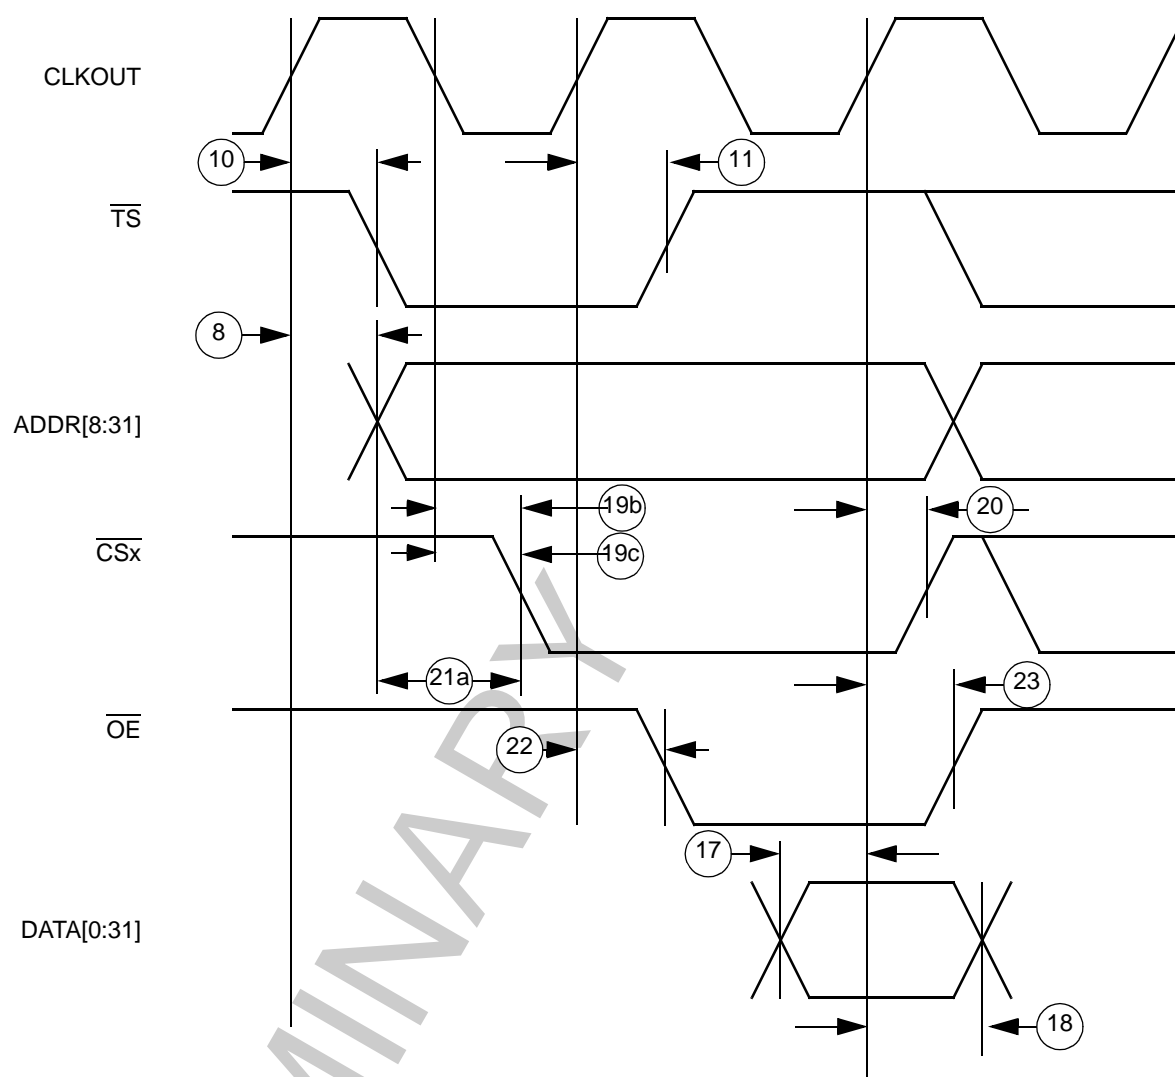 CLKOUT
10
11
TS
8
ADDR[8:31]
19b
20
CSx
19c
21a
23
OE
22
17
DATA[0:31]
18
MINARY